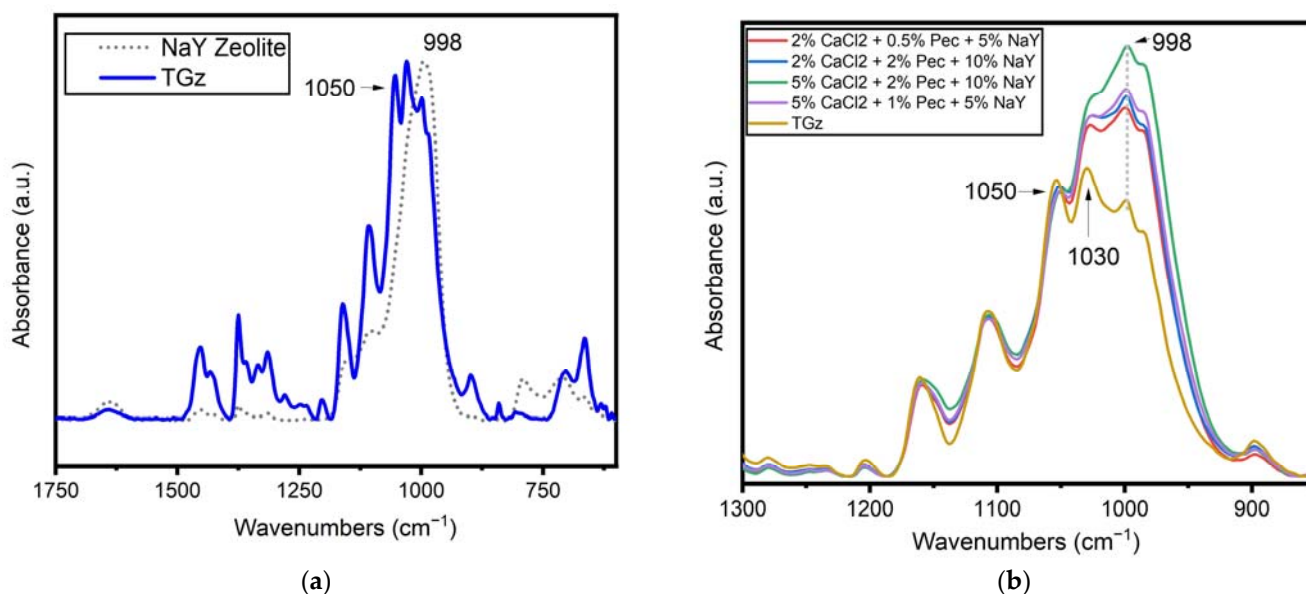 NaY Zeolite
TGz
998
1050
Absorbance (a.u.)
1750
1500
1250
1000
750
Wavenumbers (cm⁻¹)
(a)
2% CaCl2 + 0.5% Pec + 5% NaY
2% CaCl2 + 2% Pec + 10% NaY
5% CaCl2 + 2% Pec + 10% NaY
5% CaCl2 + 1% Pec + 5% NaY
TGz
998
1050
1030
Absorbance (a.u.)
1300
1200
1100
1000
900
Wavenumbers (cm⁻¹)
(b)